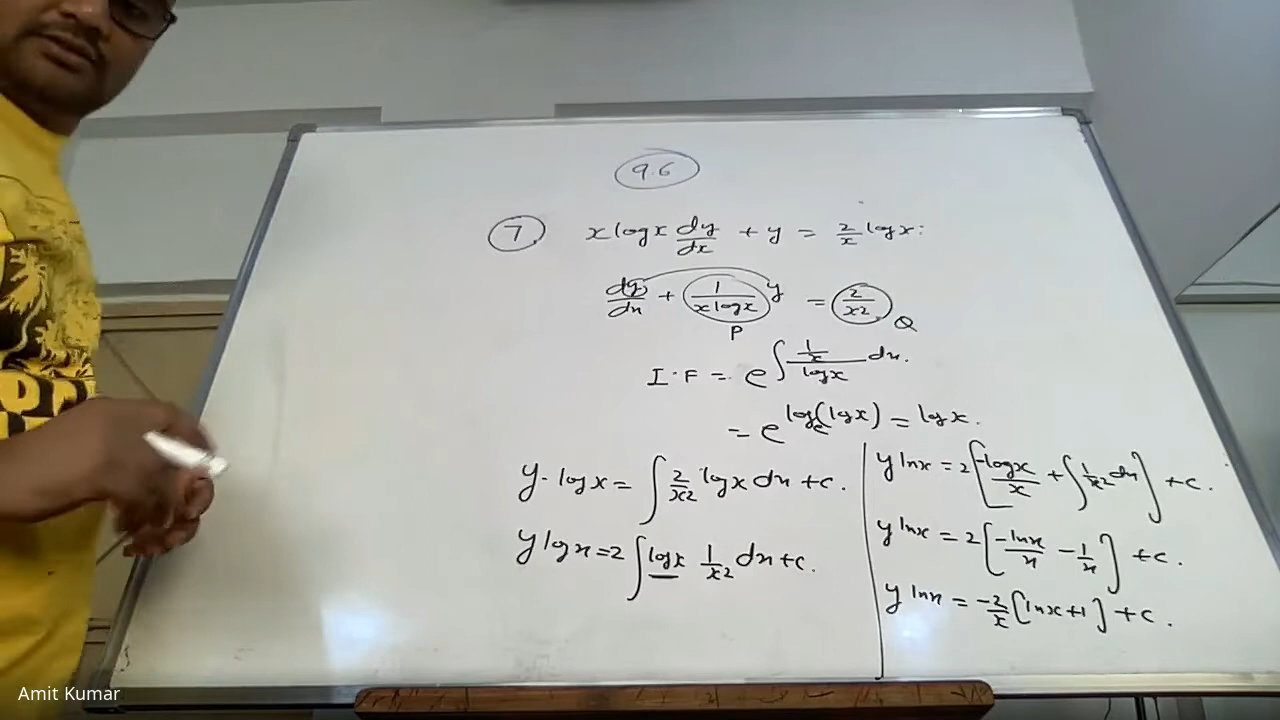 9.6
7 x log x dy/dx + y = 2/x log x :
dy/dx + 1/(x log x) y = 2/x2
P Q
I.F = e ∫ (1/x)/(log x) dx.
= e log e (log x) = log x.
y. log x = ∫ 2/x2 . log x dx + c.
y log x = 2 ∫ log x 1/x2 dx + c.
y ln x = 2 [ -log x/x + ∫ 1/x2 dx ] + c.
y ln x = 2 [ -ln x/x - 1/x ] + c.
y ln x = -2/x [ ln x + 1 ] + c.
Amit Kumar